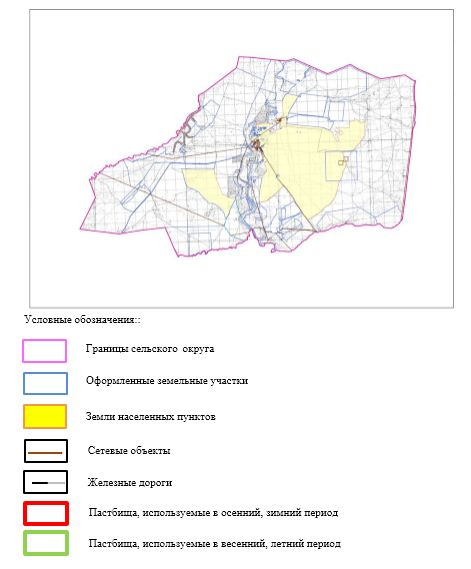 Условные обозначения::
Границы сельского округа
Оформленные земельные участки
Земли населенных пунктов
Сетевые объекты
Железные дороги
Пастбища, используемые в осенний, зимний период
Пастбища, используемые в весенний, летний период